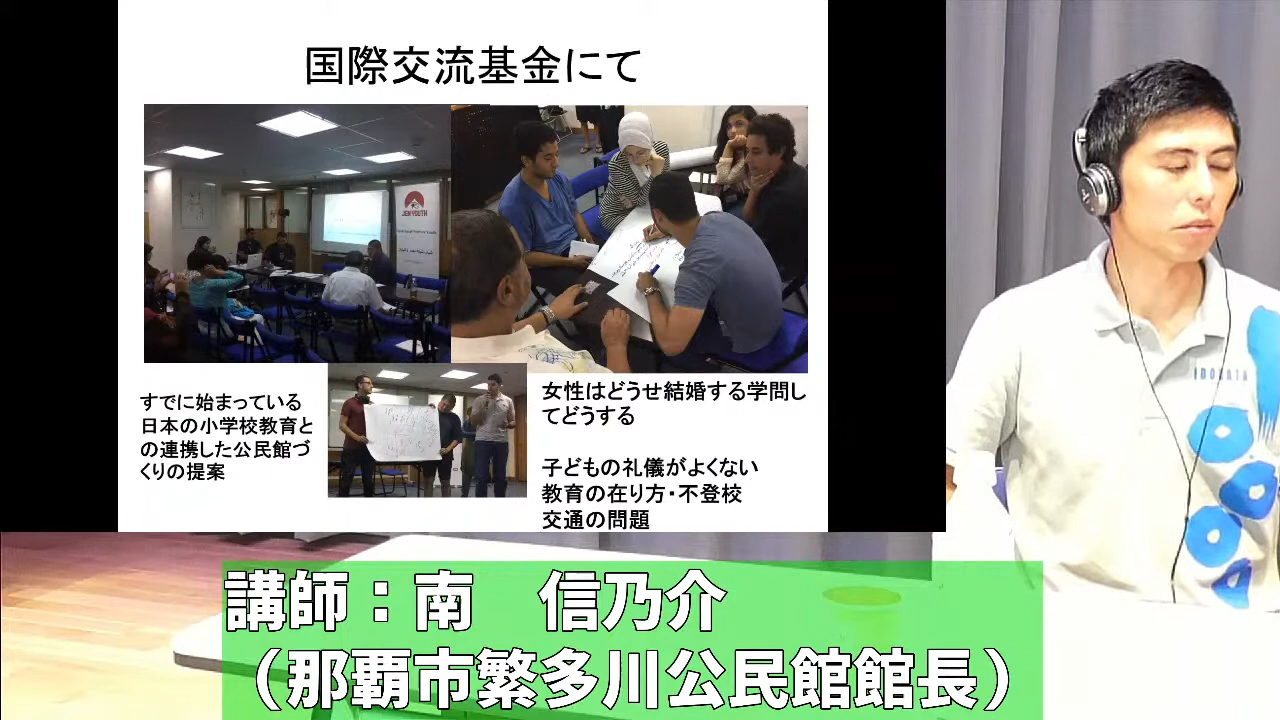 国際交流基金にて
JEN YOUTH
すでに始まっている
日本の小学校教育と
の連携した公民館づ
くりの提案
女性はどうせ結婚する学問し
てどうする
子どもの礼儀がよくない
教育の在り方・不登校
交通の問題
講師：南　信乃介
（那覇市繁多川公民館館長）